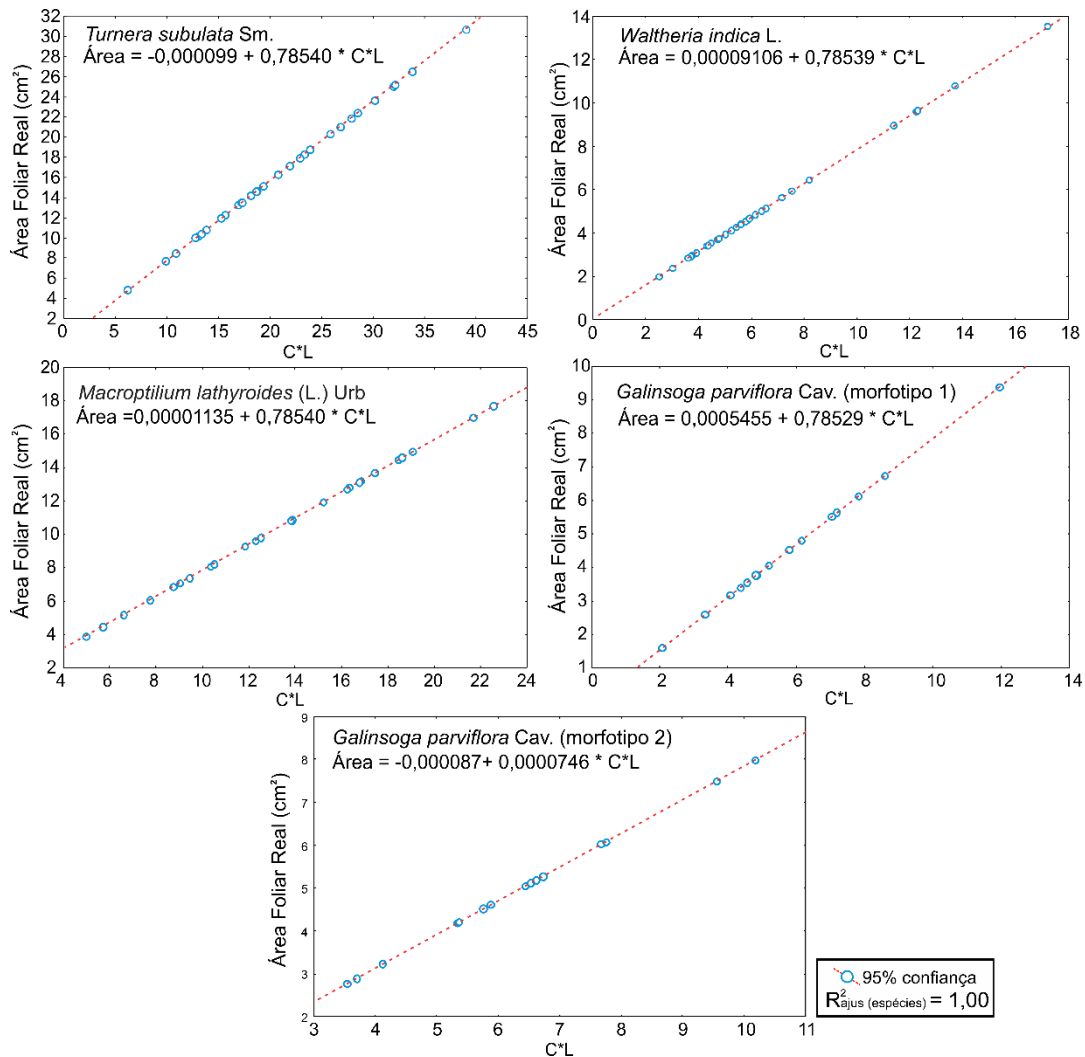 Turnera subulata Sm.
Área = -0,000099 + 0,78540 * C*L
Área Foliar Real (cm²)
32
30
28
26
24
22
20
18
16
14
12
10
8
6
4
2
0 5 10 15 20 25 30 35 40 45
C*L
Waltheria indica L.
Área = 0,00009106 + 0,78539 * C*L
Área Foliar Real (cm²)
14
12
10
8
6
4
2
0
0 2 4 6 8 10 12 14 16 18
C*L
Macroptilium lathyroides (L.) Urb
Área =0,00001135 + 0,78540 * C*L
Área Foliar Real (cm²)
20
18
16
14
12
10
8
6
4
2
4 6 8 10 12 14 16 18 20 22 24
C*L
Galinsoga parviflora Cav. (morfotipo 1)
Área = 0,0005455 + 0,78529 * C*L
Área Foliar Real (cm²)
10
9
8
7
6
5
4
3
2
1
0 2 4 6 8 10 12 14
C*L
Galinsoga parviflora Cav. (morfotipo 2)
Área = -0,000087+ 0,0000746 * C*L
Área Foliar Real (cm²)
9
8
7
6
5
4
3
2
3 4 5 6 7 8 9 10 11
C*L
95% confiança
R²ajus (espécies) = 1,00